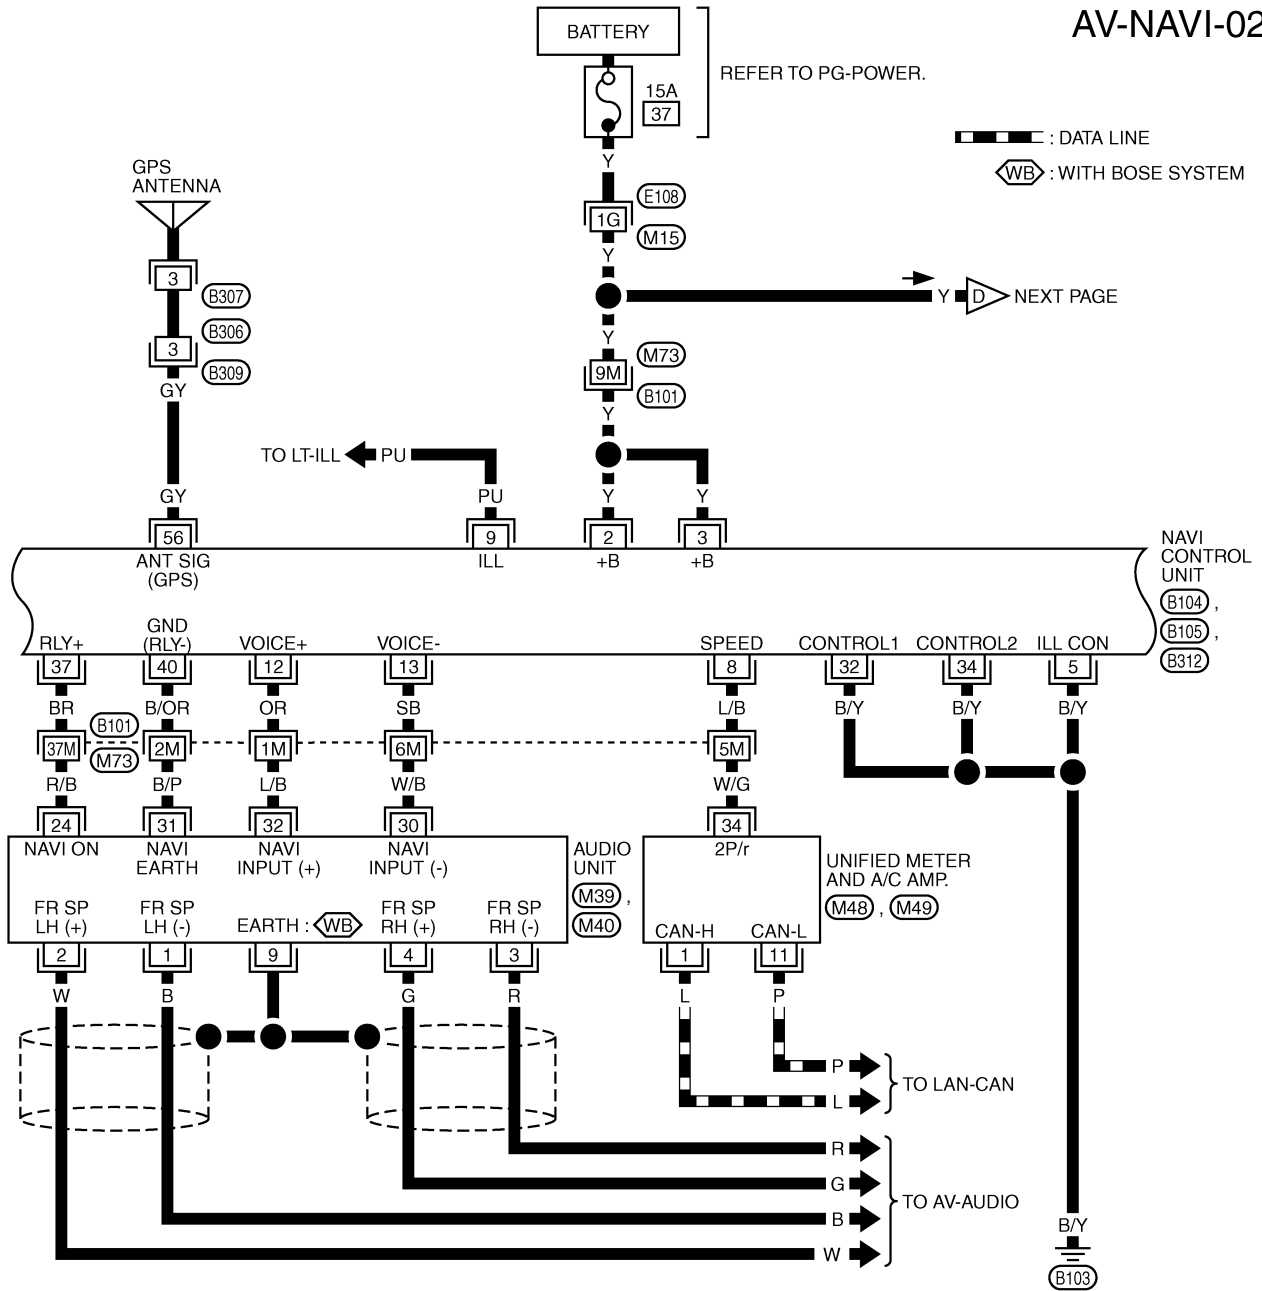 AV-NAVI-02
BATTERY
REFER TO PG-POWER.
15A
37
: DATA LINE
WB : WITH BOSE SYSTEM
Y
GPS
ANTENNA
E108
1G
M15
Y
3
B307
Y D NEXT PAGE
B306
Y
3
M73
B309
9M
GY
B101
Y
TO LT-ILL PU
GY PU Y Y
56 9 2 3
ANT SIG
(GPS)
ILL +B +B
NAVI
CONTROL
UNIT
B104 ,
B105 ,
B312
RLY+ GND
(RLY-) VOICE+ VOICE- SPEED CONTROL1 CONTROL2 ILL CON
37 40 12 13 8 32 34 5
BR B/OR OR SB L/B B/Y B/Y B/Y
B101
37M 2M 1M 6M 5M
M73
R/B B/P L/B W/B W/G
24 31 32 30 34
NAVI ON NAVI
EARTH NAVI
INPUT (+) NAVI
INPUT (-)
AUDIO
UNIT
M39 ,
M40
2P/r
UNIFIED METER
AND A/C AMP.
M48 , M49
FR SP
LH (+) FR SP
LH (-) EARTH : WB FR SP
RH (+) FR SP
RH (-)
CAN-H CAN-L
2 1 9 4 3 1 11
W B G R L P
P
TO LAN-CAN
L
R
G
TO AV-AUDIO
B
W
B/Y
B103